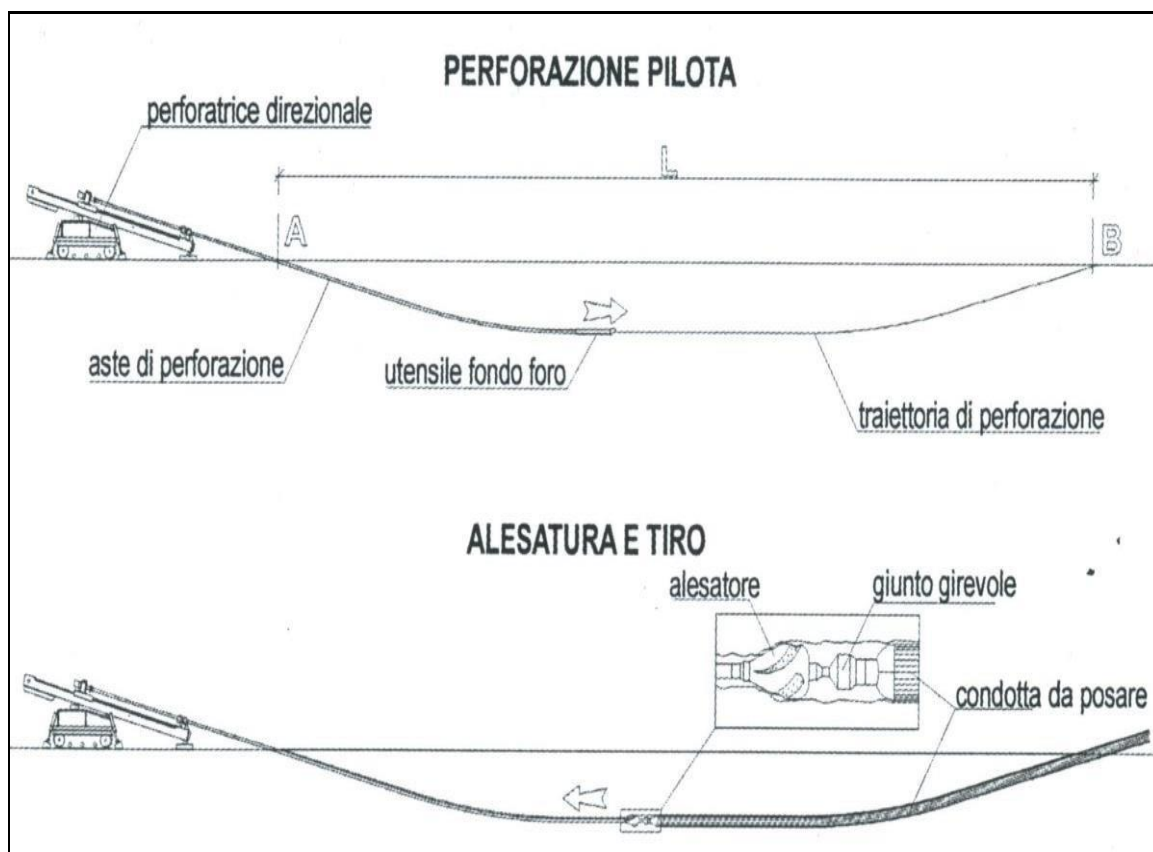 PERFORAZIONE PILOTA
perforatrice direzionale
L
A
B
aste di perforazione
utensile fondo foro
traiettoria di perforazione
ALESATURA E TIRO
alesatore
giunto girevole
condotta da posare